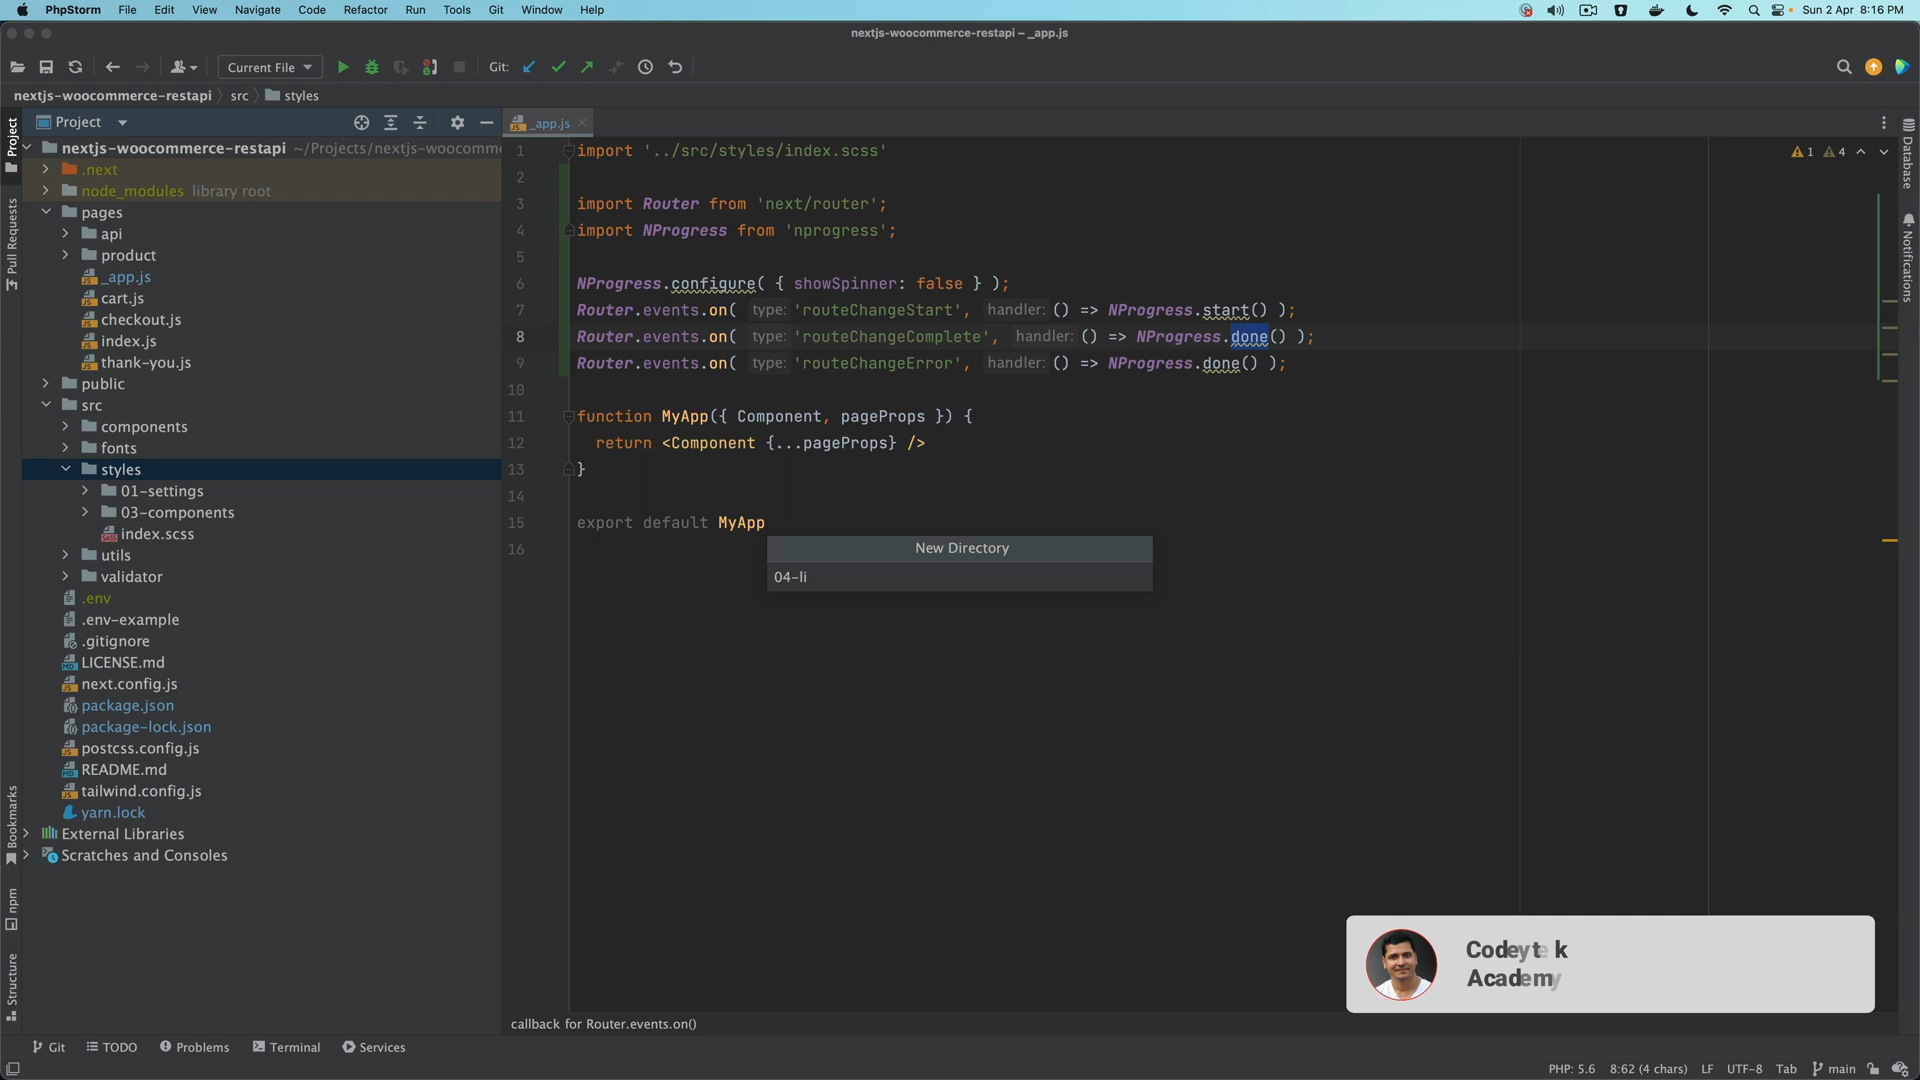 PhpStorm File Edit View Navigate Code Refactor Run Tools Git Window Help Sun 2 Apr 8:16 PM
nextjs-woocommerce-restapi – _app.js
Current File Git:
nextjs-woocommerce-restapi src styles
Project
_app.js
nextjs-woocommerce-restapi ~/Projects/nextjs-woocomme
.next
node_modules library root
pages
api
product
_app.js
cart.js
checkout.js
index.js
thank-you.js
public
src
components
fonts
styles
01-settings
03-components
index.scss
utils
validator
.env
.env-example
.gitignore
LICENSE.md
next.config.js
package.json
package-lock.json
postcss.config.js
README.md
tailwind.config.js
yarn.lock
External Libraries
Scratches and Consoles
Project
Pull Requests
Bookmarks
npm
Structure
1 import '../src/styles/index.scss'
2
3 import Router from 'next/router';
4 import NProgress from 'nprogress';
5
6 NProgress.configure( { showSpinner: false } );
7 Router.events.on( type: 'routeChangeStart', handler: () => NProgress.start() );
8 Router.events.on( type: 'routeChangeComplete', handler: () => NProgress.done() );
9 Router.events.on( type: 'routeChangeError', handler: () => NProgress.done() );
10
11 function MyApp({ Component, pageProps }) {
12 return <Component {...pageProps} />
13 }
14
15 export default MyApp
16
1 4
New Directory
04-li
Database
Notifications
Codeytek
Academy
callback for Router.events.on()
Git TODO Problems Terminal Services
PHP: 5.6 8:62 (4 chars) LF UTF-8 Tab main